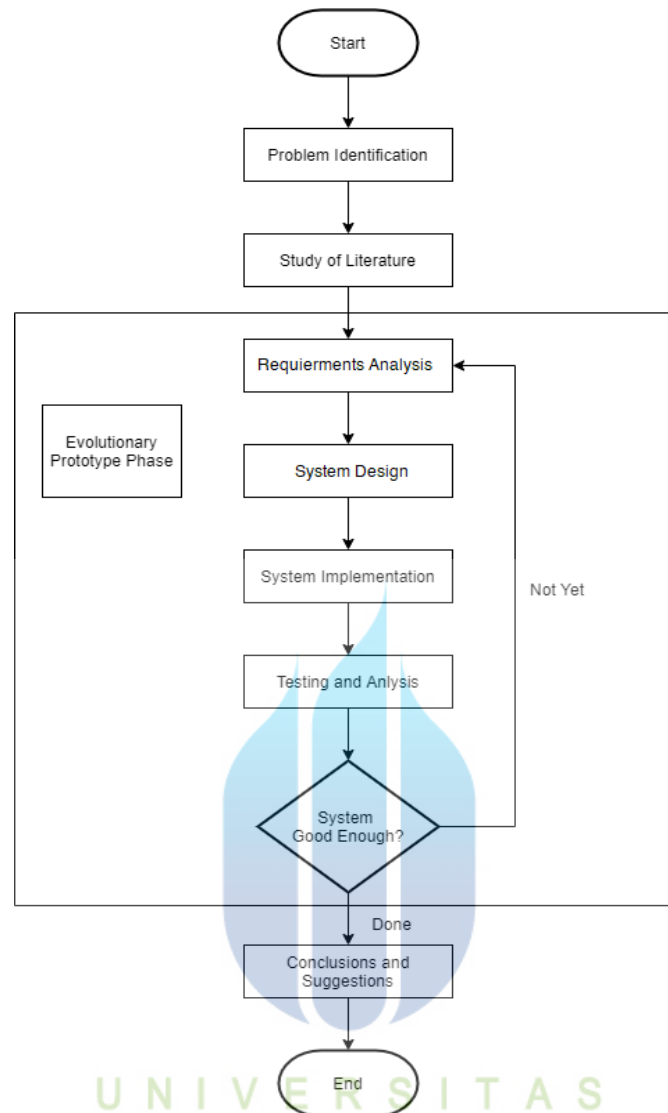 Start
Problem Identification
Study of Literature
Requierments Analysis
Evolutionary
Prototype Phase
System Design
System Implementation
Not Yet
Testing and Anlysis
System
Good Enough?
Done
Conclusions and
Suggestions
End
UNIVERSITAS